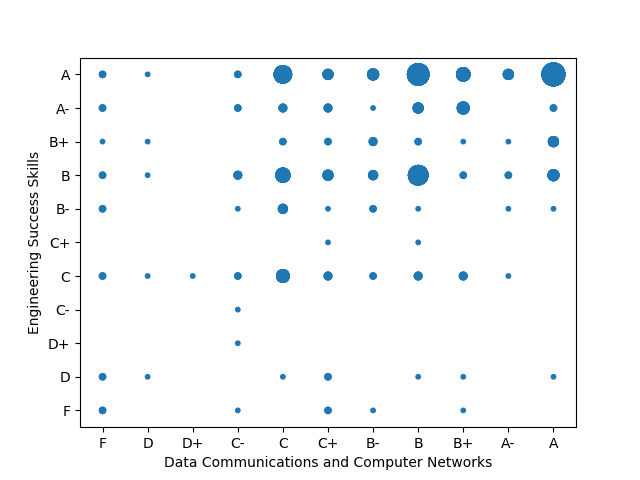 A
A-
B+
B
B-
C+
C
C-
D+
D
F
Engineering Success Skills
F D D+ C- C C+ B- B B+ A- A
Data Communications and Computer Networks